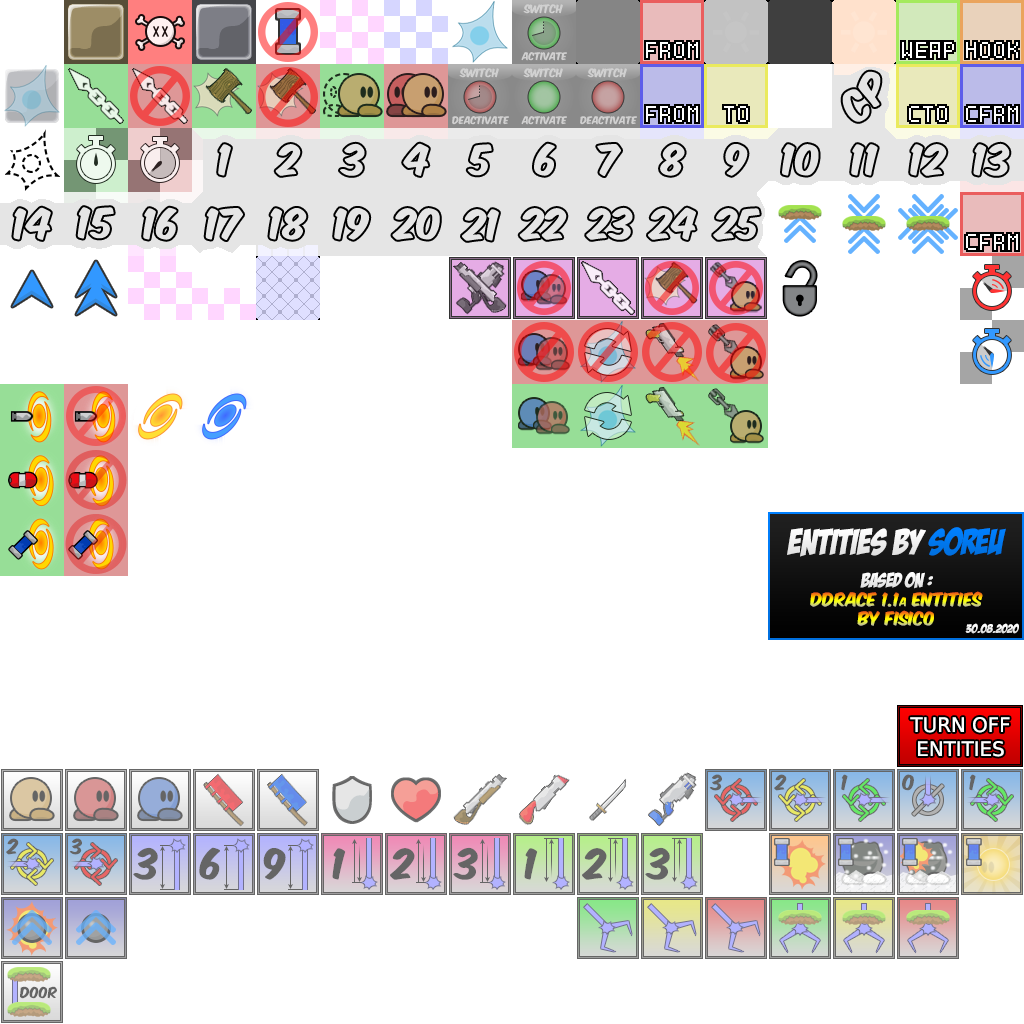 SWITCH
ACTIVATE
FROM
WEAP
HOOK
SWITCH
DEACTIVATE
SWITCH
ACTIVATE
SWITCH
DEACTIVATE
FROM
TO
CP
CTO
CFRM
1 2 3 4 5 6 7 8 9 10 11 12 13
14 15 16 17 18 19 20 21 22 23 24 25
CFRM
ENTITIES BY SOREU
BASED ON :
DDRACE 1.1A ENTITIES
BY FISICO
30.08.2020
TURN OFF
ENTITIES
3 2 1 0 1
2 3 3 6 9 1 2 3 1 2 3
DOOR